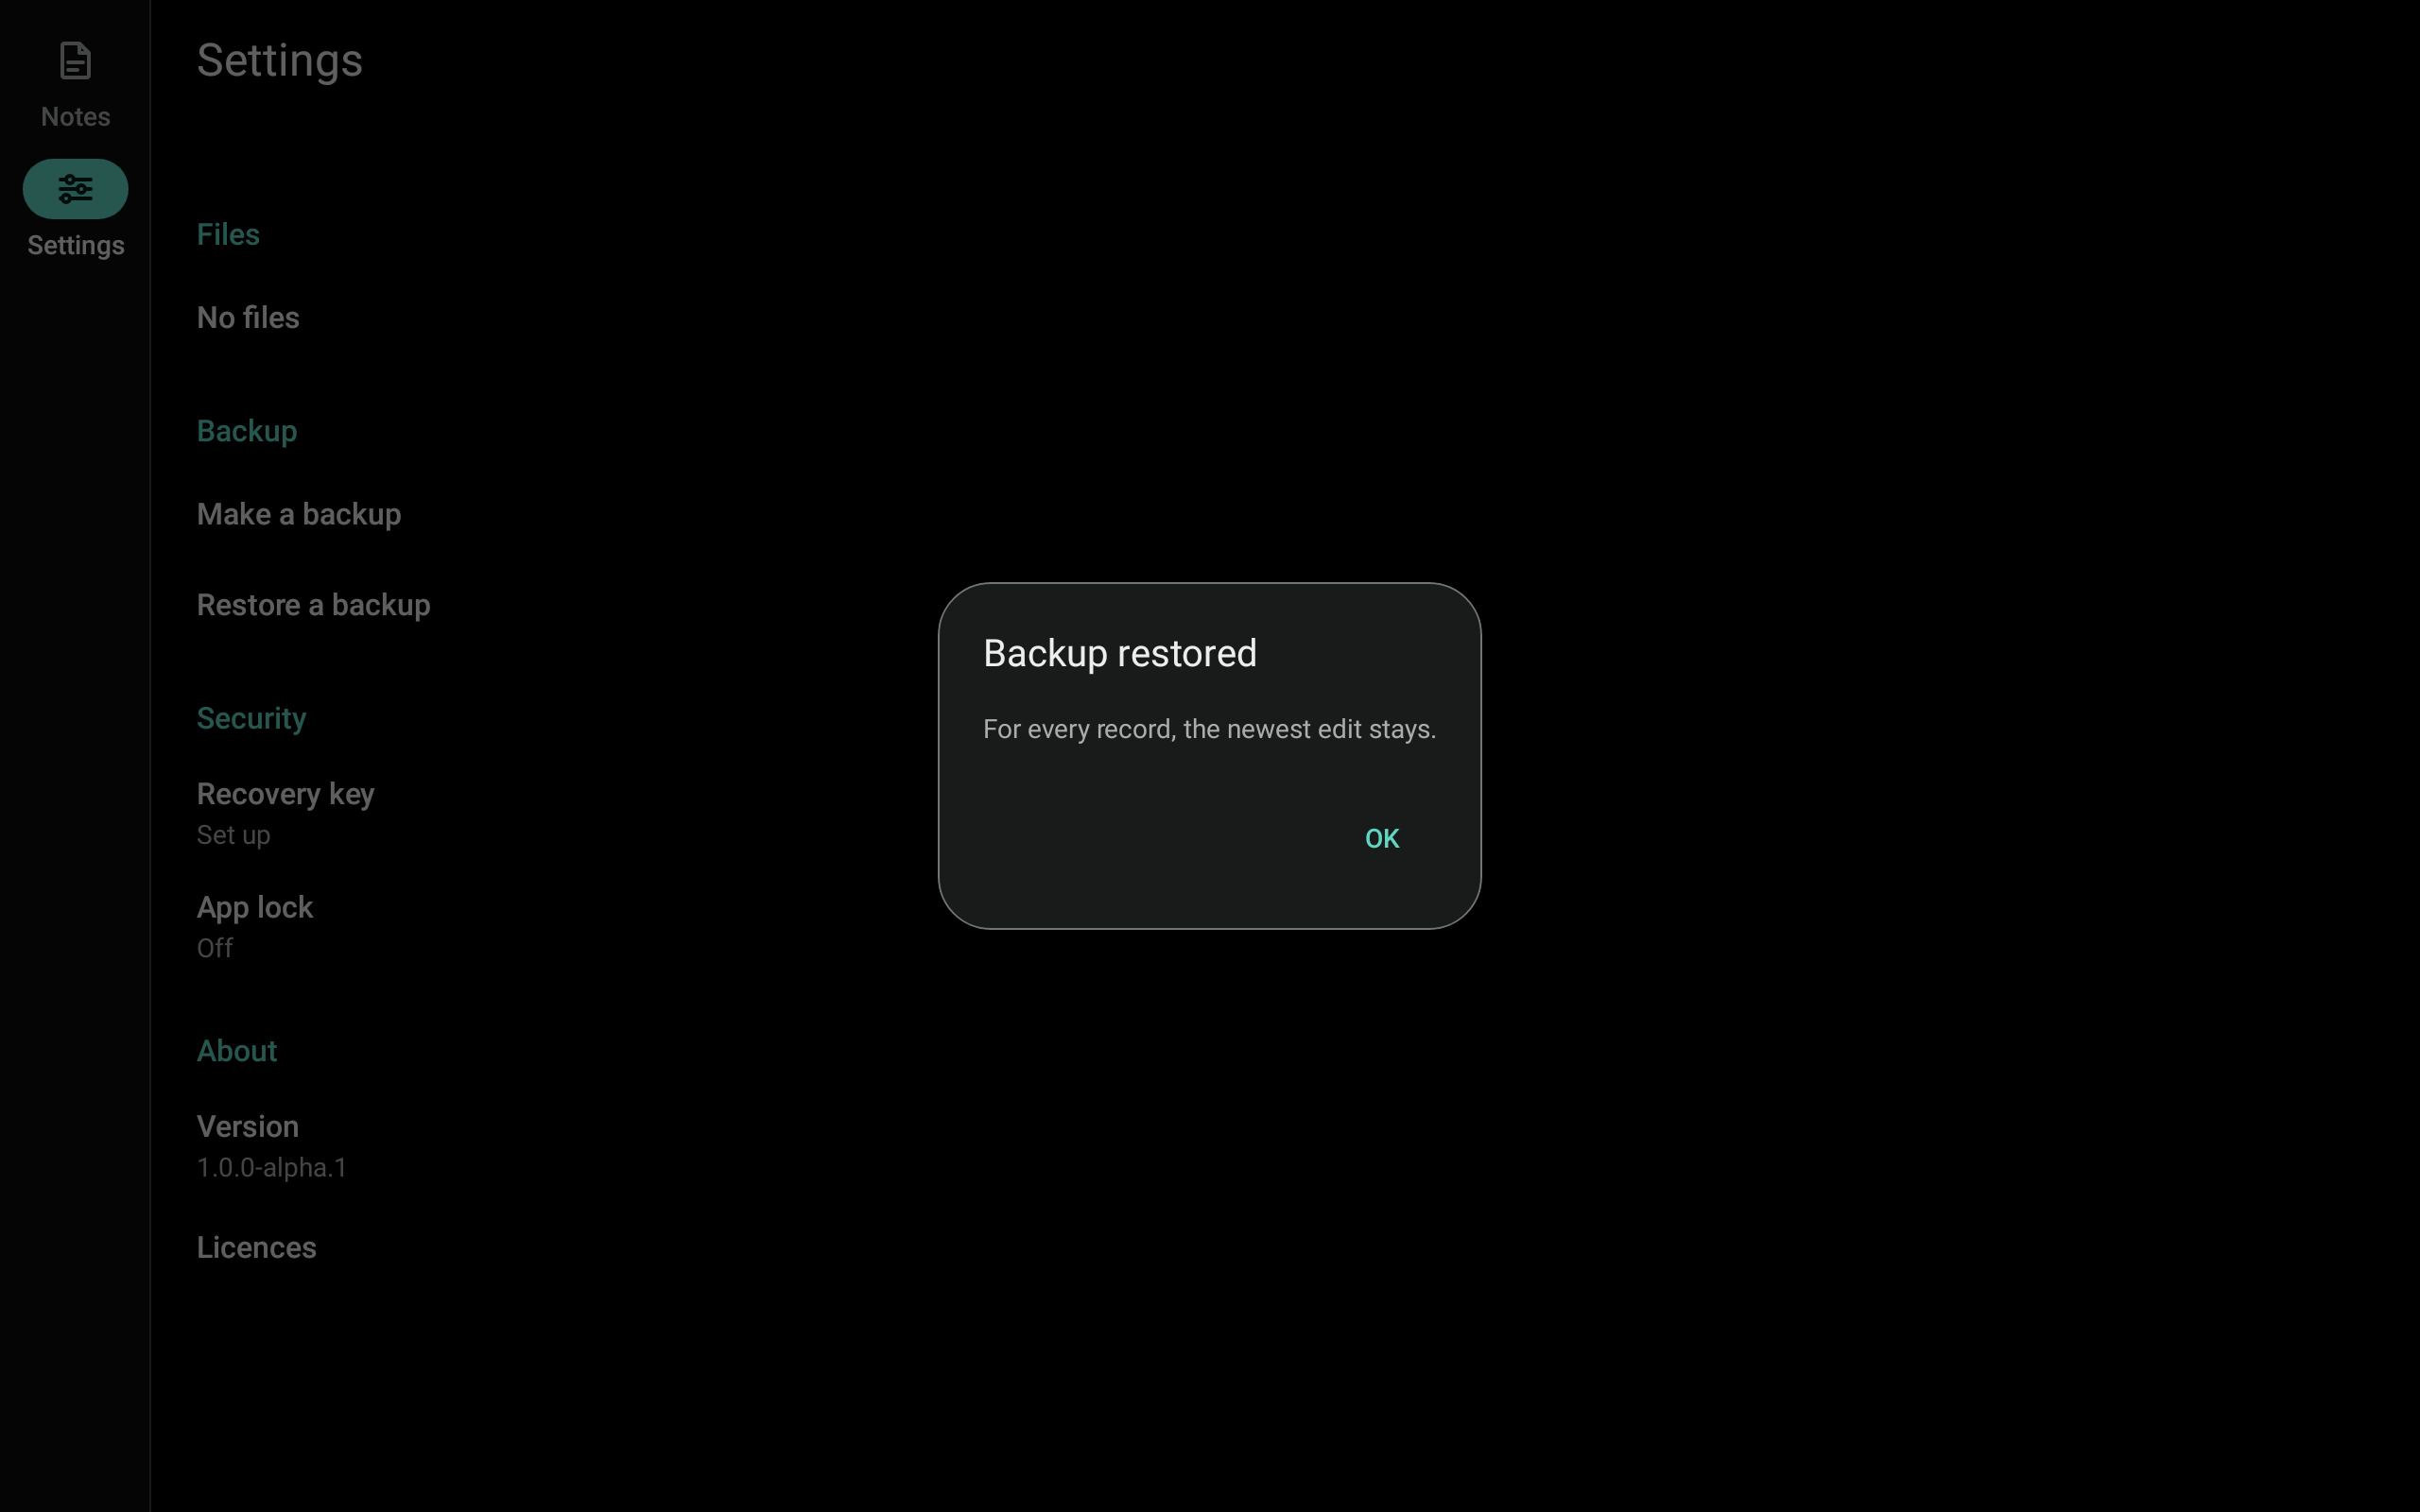 Notes
Settings
Settings
Files
No files
Backup
Make a backup
Restore a backup
Security
Recovery key
Set up
App lock
Off
About
Version
1.0.0-alpha.1
Licences
Backup restored
For every record, the newest edit stays.
OK